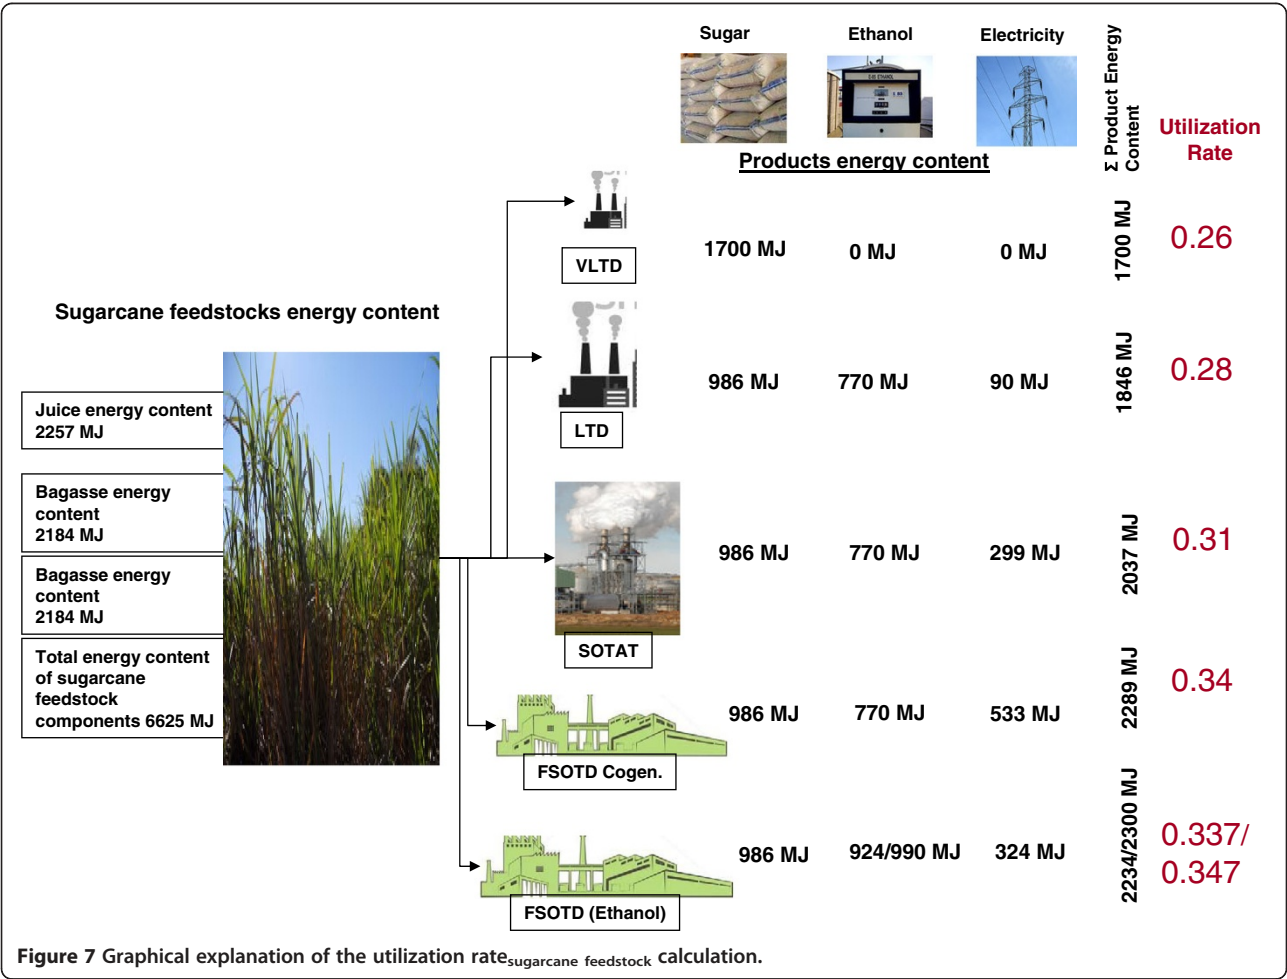 Sugar
Ethanol
Electricity
Σ Product Energy
Content
Utilization
Rate
Products energy content
VLTD
1700 MJ
0 MJ
0 MJ
1700 MJ
0.26
Sugarcane feedstocks energy content
LTD
986 MJ
770 MJ
90 MJ
1846 MJ
0.28
Juice energy content
2257 MJ
Bagasse energy
content
2184 MJ
Bagasse energy
content
2184 MJ
Total energy content
of sugarcane
feedstock
components 6625 MJ
SOTAT
986 MJ
770 MJ
299 MJ
2037 MJ
0.31
FSOTD Cogen.
986 MJ
770 MJ
533 MJ
2289 MJ
0.34
FSOTD (Ethanol)
986 MJ
924/990 MJ
324 MJ
2234/2300 MJ
0.337/
0.347
Figure 7 Graphical explanation of the utilization rate sugarcane feedstock calculation.